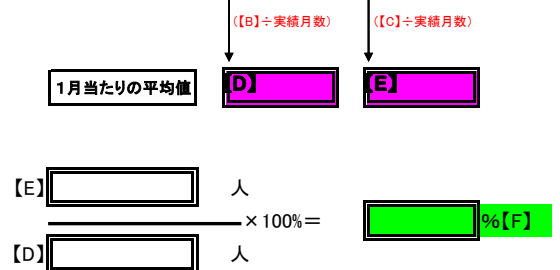 (【B】÷実績月数) (【C】÷実績月数)
1月当たりの平均値 【D】 【E】
【E】 人
×100%＝ %【F】
【D】 人